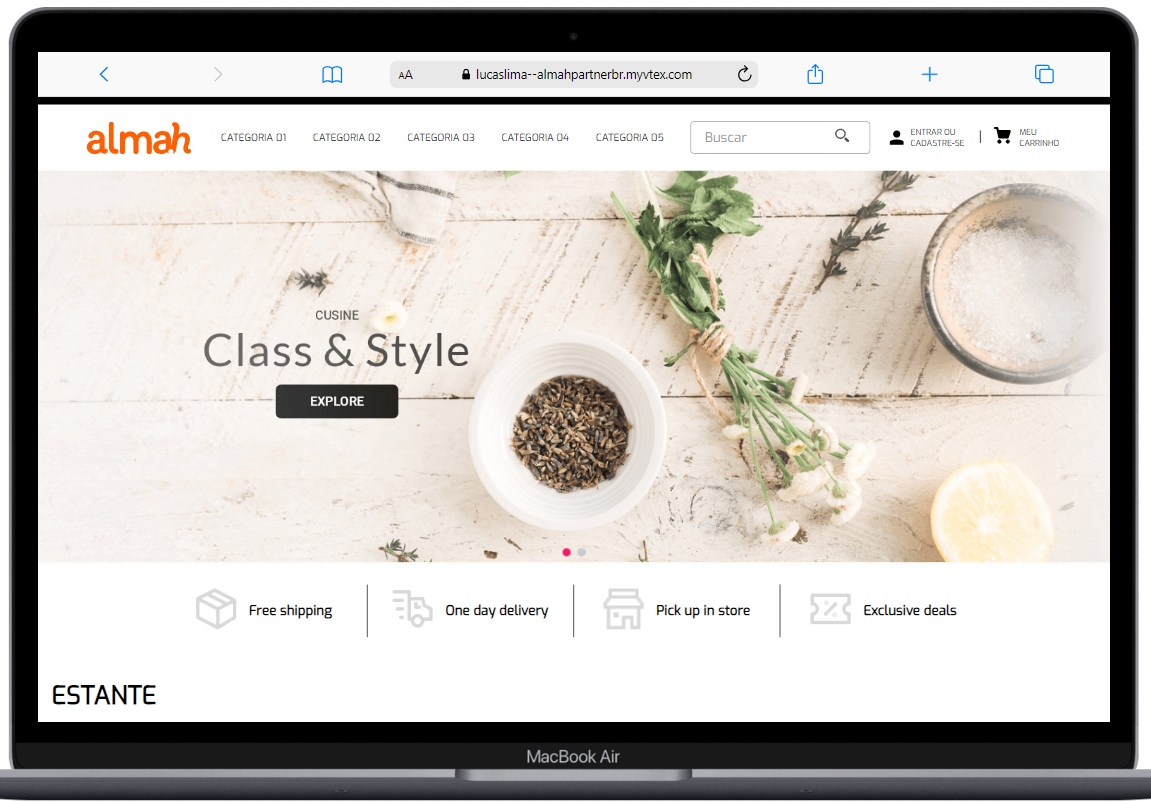 AA lucaslima--almahpartnerbr.myvtex.com
almah
CATEGORIA 01 CATEGORIA 02 CATEGORIA 03 CATEGORIA 04 CATEGORIA 05
Buscar
ENTRAR OU
CADASTRE-SE
MEU
CARRINHO
CUSINE
Class & Style
EXPLORE
Free shipping One day delivery Pick up in store Exclusive deals
ESTANTE
MacBook Air